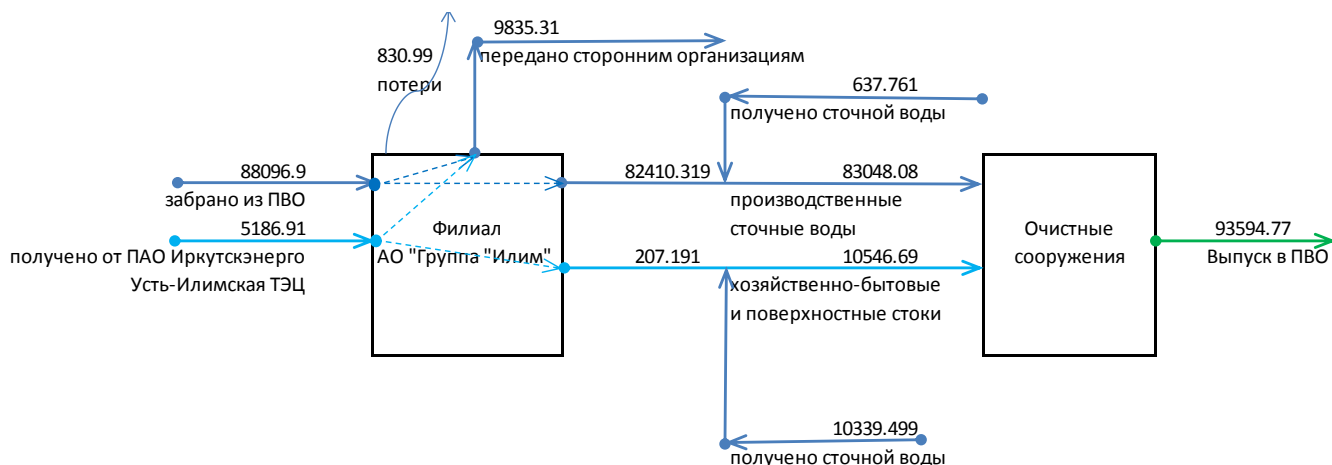 9835.31
передано сторонним организациям
830.99
потери
637.761
получено сточной воды
88096.9
забрано из ПВО
5186.91
получено от ПАО Иркутскэнерго
Усть-Илимская ТЭЦ
Филиал
АО "Группа "Илим"
82410.319
83048.08
производственные
сточные воды
207.191
10546.69
хозяйственно-бытовые
и поверхностные стоки
Очистные
сооружения
93594.77
Выпуск в ПВО
10339.499
получено сточной воды